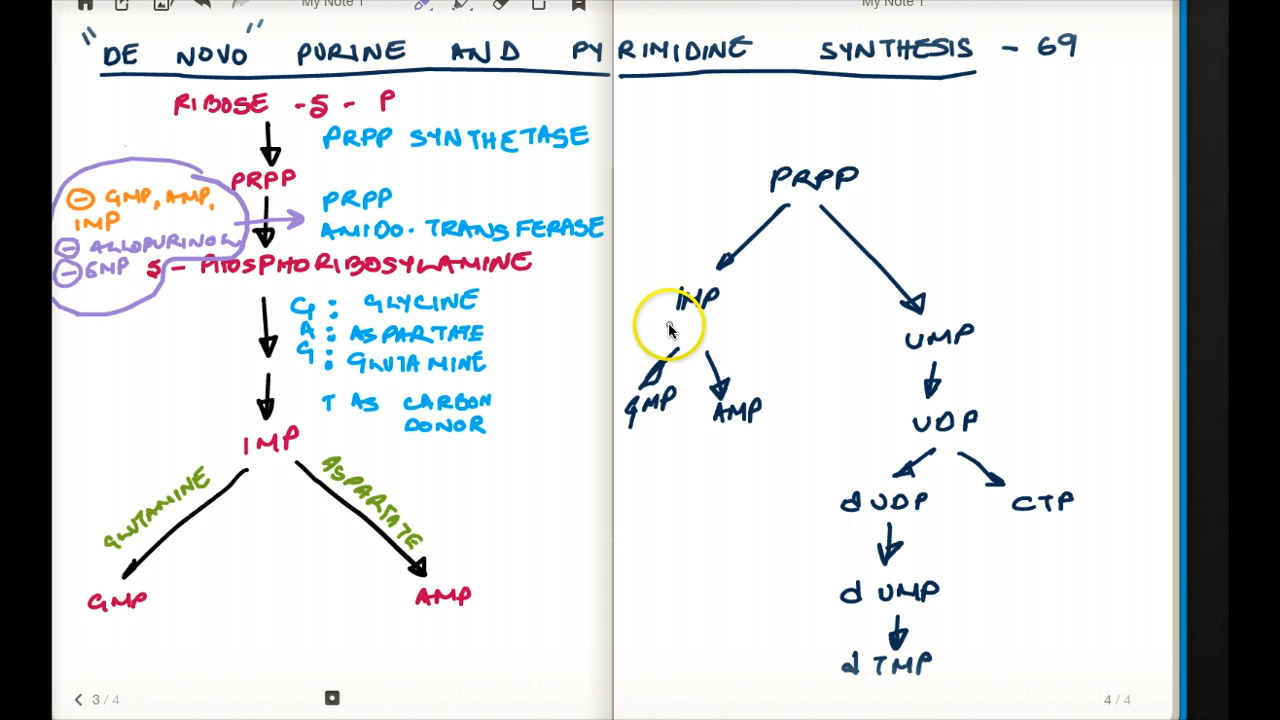 My Note 1
My Note 1
"DE NOVO" PURINE AND PYRIMIDINE SYNTHESIS - 69
RIBOSE - 5 - P
PRPP SYNTHETASE
PRPP
⊖ GMP, AMP,
IMP
⊖ ALLOPURINOL
⊖ 6MP
PRPP
AMIDO. TRANSFERASE
5 - PHOSPHORIBOSYLAMINE
G : GLYCINE
A : ASPARTATE
G : GLUTAMINE
T AS CARBON
DONOR
IMP
GLUTAMINE
ASPARTATE
GMP
AMP
3 / 4
PRPP
IMP
UMP
GMP
AMP
UDP
dUDP
CTP
dUMP
dTMP
4 / 4